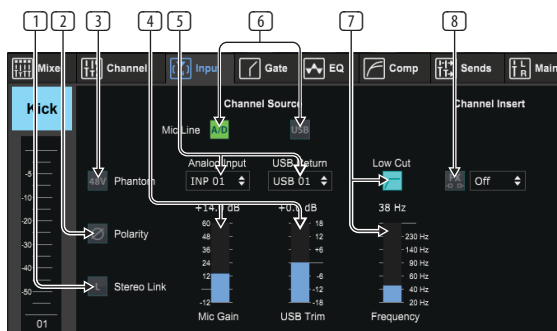 1 2 3 4 5 6 7 8
Mixe Channel Input Gate EQ Comp Sends Main
Kick
Channel Source
Channel Insert
Mic Line A/D USB
Analog Input USB Return Low Cut
48V Phantom INP 01 USB 01 Off
+14. dB +0. dB 38 Hz
Polarity
Stereo Link
-5
-10
-20
-30
-40
-50
60
48
36
24
12
-12
18
12
+6
-6
-12
-18
230 Hz
140 Hz
90 Hz
60 Hz
40 Hz
20 Hz
01
Mic Gain USB Trim Frequency